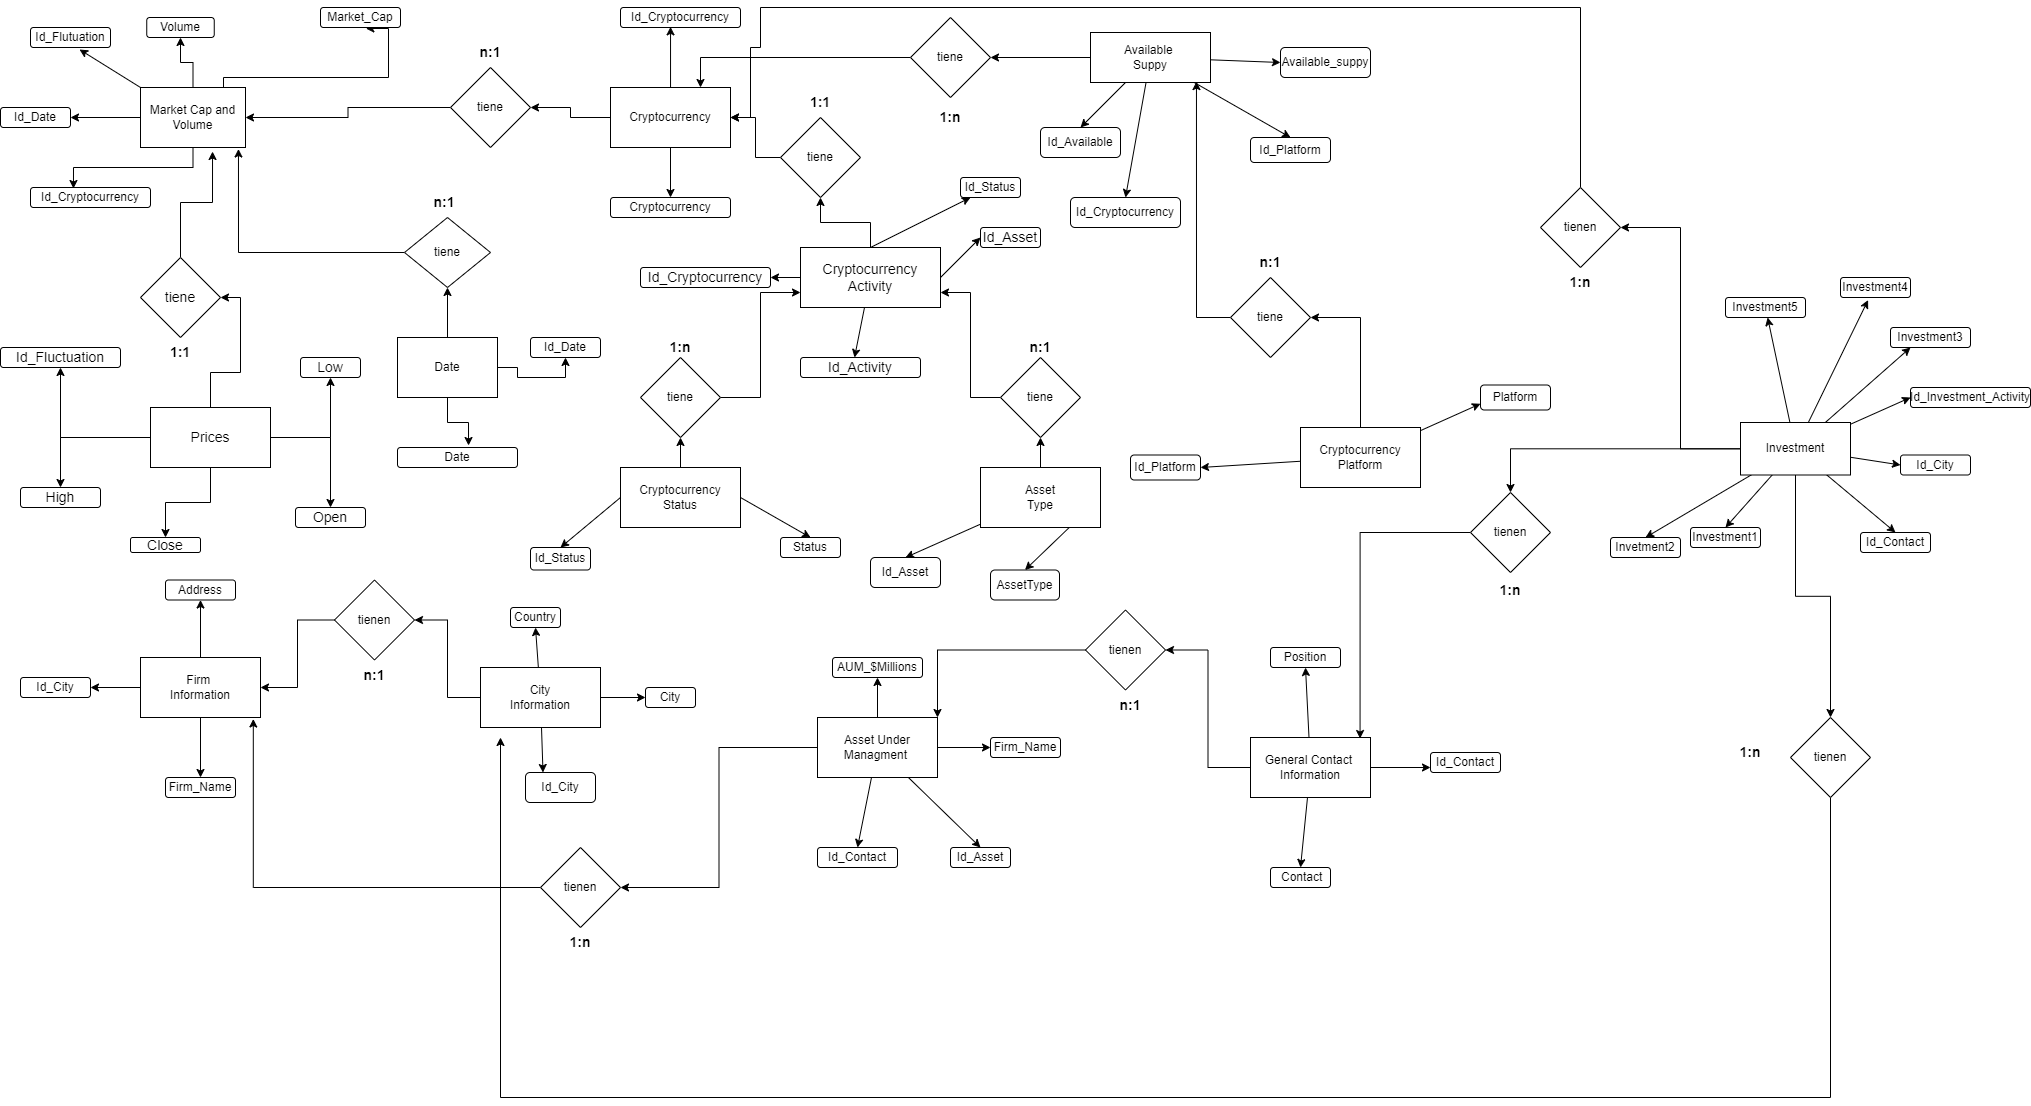 Market_Cap
Id_Cryptocurrency
Volume
Id_Flutuation
n:1
tiene
Available
Suppy
Available_suppy
tiene
Id_Date
Market Cap and
Volume
tiene
Cryptocurrency
1:1
1:n
Id_Available
Id_Platform
tiene
Id_Cryptocurrency
Id_Status
n:1
Cryptocurrency
Id_Cryptocurrency
tienen
Id_Asset
tiene
Cryptocurrency
Activity
n:1
Id_Cryptocurrency
1:n
Investment4
tiene
Investment5
tiene
Investment3
1:1
1:n
n:1
Id_Date
Id_Fluctuation
Low
Date
Id_Activity
tiene
tiene
Platform
Id_Investment_Activity
Prices
Date
Cryptocurrency
Platform
Investment
Id_Platform
Id_City
High
Cryptocurrency
Status
Asset
Type
Open
Close
Status
tienen
Invetment2
Investment1
Id_Contact
Id_Status
Id_Asset
AssetType
Address
1:n
tienen
Country
tienen
Position
AUM_$Millions
n:1
Id_City
Firm
Information
City
Information
City
n:1
Asset Under
Managment
Firm_Name
General Contact
Information
Id_Contact
1:n
tienen
Firm_Name
Id_City
Id_Contact
Id_Asset
Contact
tienen
1:n